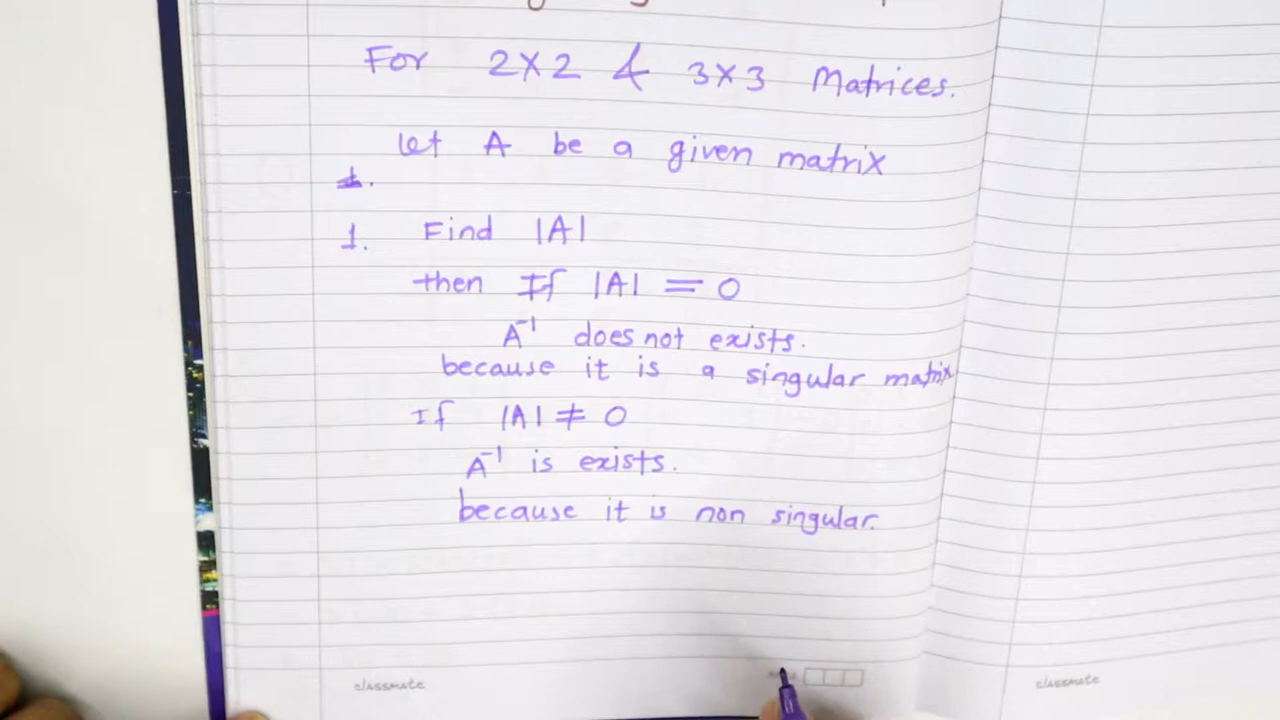 For 2×2 & 3×3 Matrices.
Let A be a given matrix
1.
1. Find |A|
then If |A| = 0
A⁻¹ does not exists.
because it is a singular matrix
If |A| ≠ 0
A⁻¹ is exists.
because it is non singular.
classmate
classmate